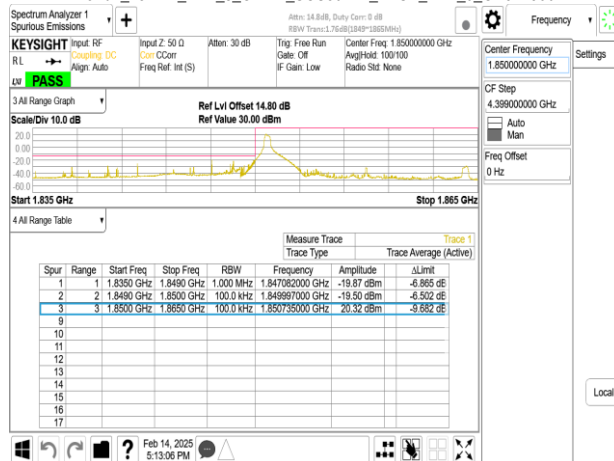 Spectrum Analyzer 1
Spurious Emissions
Attn: 14.8dB, Duty Corr: 0 dB
RBW Trans:1.76dB(1849~1865MHz)
Frequency
KEYSIGHT
RL
LXI
PASS
Input: RF
Coupling: DC
Align: Auto
Input Z: 50 Ω
Corr CCorr
Freq Ref: Int (S)
Atten: 30 dB
Trig: Free Run
Gate: Off
IF Gain: Low
Center Freq: 1.850000000 GHz
Avg|Hold: 100/100
Radio Std: None
Center Frequency
1.850000000 GHz
Settings
CF Step
4.399000000 GHz
Auto
Man
Freq Offset
0 Hz
Local
3 All Range Graph
Scale/Div 10.0 dB
Ref Lvl Offset 14.80 dB
Ref Value 30.00 dBm
20.0
0.00
-20.0
-40.0
-60.0
Start 1.835 GHz
Stop 1.865 GHz
4 All Range Table
Measure Trace Trace 1
Trace Type Trace Average (Active)
Spur Range Start Freq Stop Freq RBW Frequency Amplitude ΔLimit
1 1 1.8350 GHz 1.8490 GHz 1.000 MHz 1.847082000 GHz -19.87 dBm -6.865 dB
2 2 1.8490 GHz 1.8500 GHz 100.0 kHz 1.849997000 GHz -19.50 dBm -6.502 dB
3 3 1.8500 GHz 1.8650 GHz 100.0 kHz 1.850735000 GHz 20.32 dBm -9.682 dB
9
10
11
12
13
14
15
16
17
?
Feb 14, 2025
5:13:06 PM